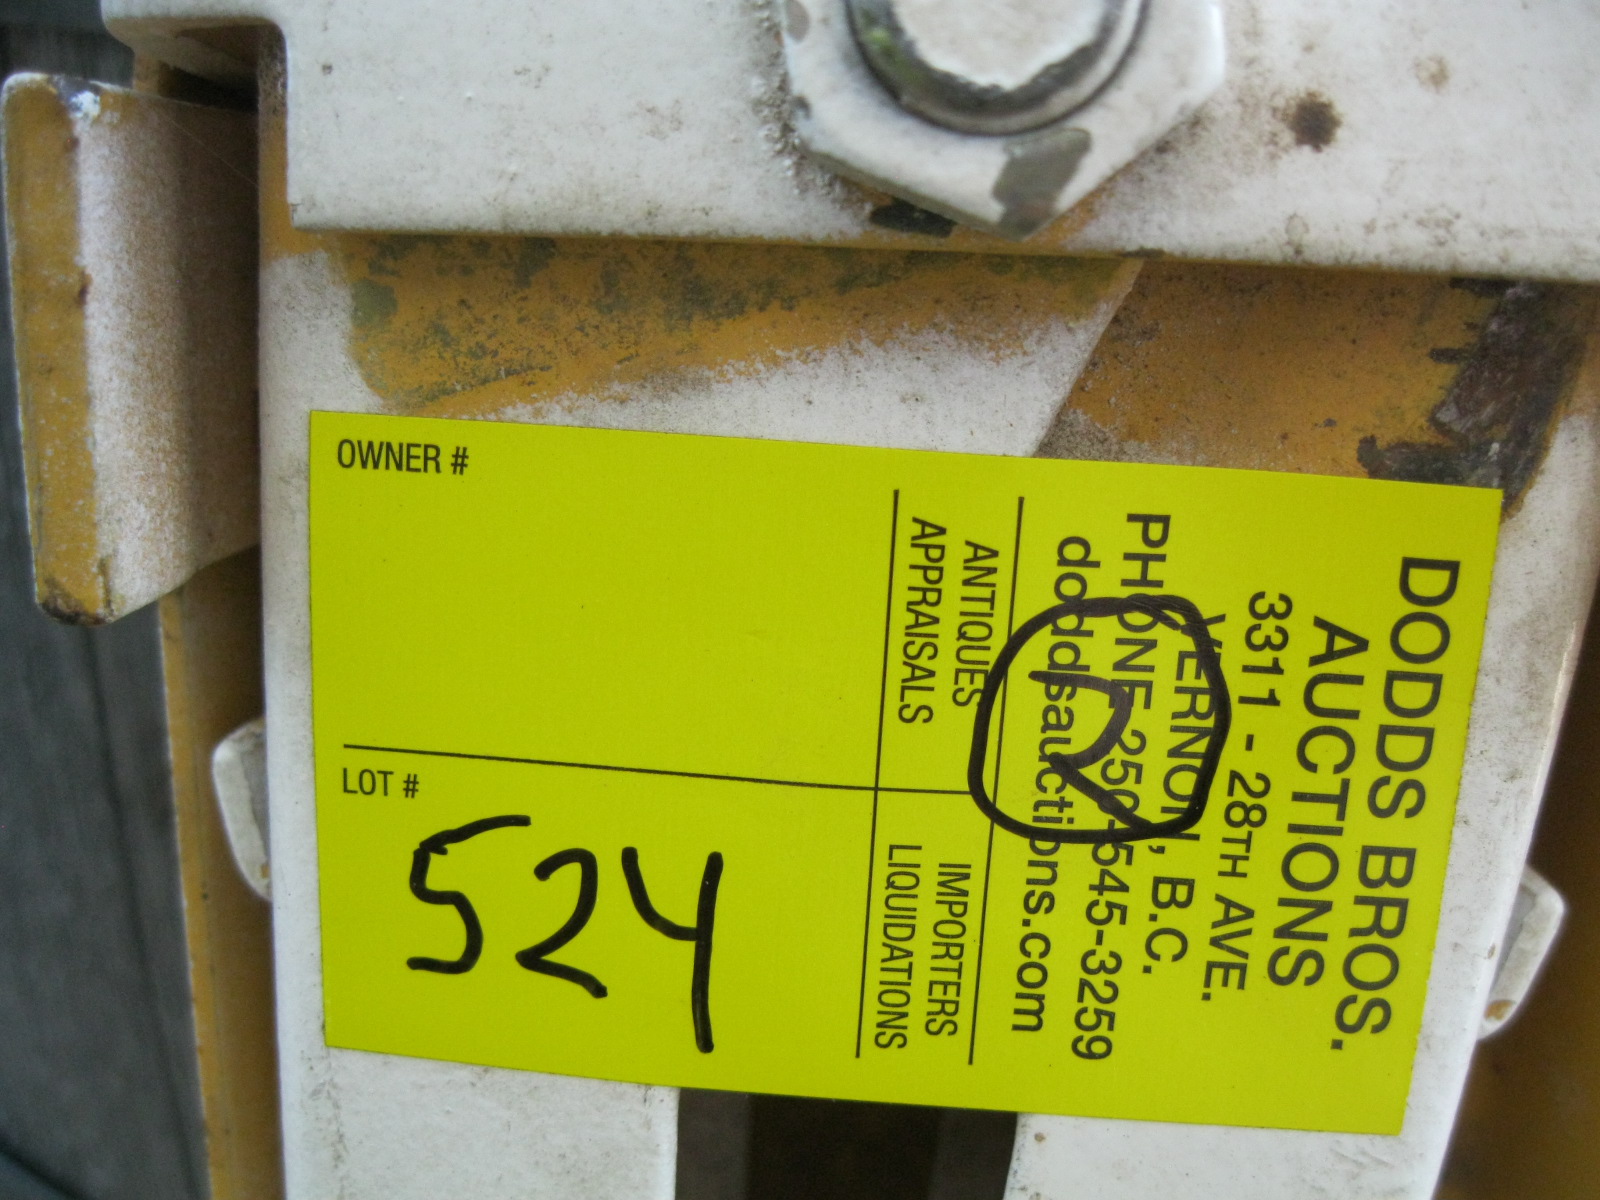 DODDS BROS.
AUCTIONS
3311 - 28TH AVE.
VERNON, B.C.
PHONE 250-545-3259
doddsauctions.com
ANTIQUES
APPRAISALS
IMPORTERS
LIQUIDATIONS
R
OWNER #
LOT #
524